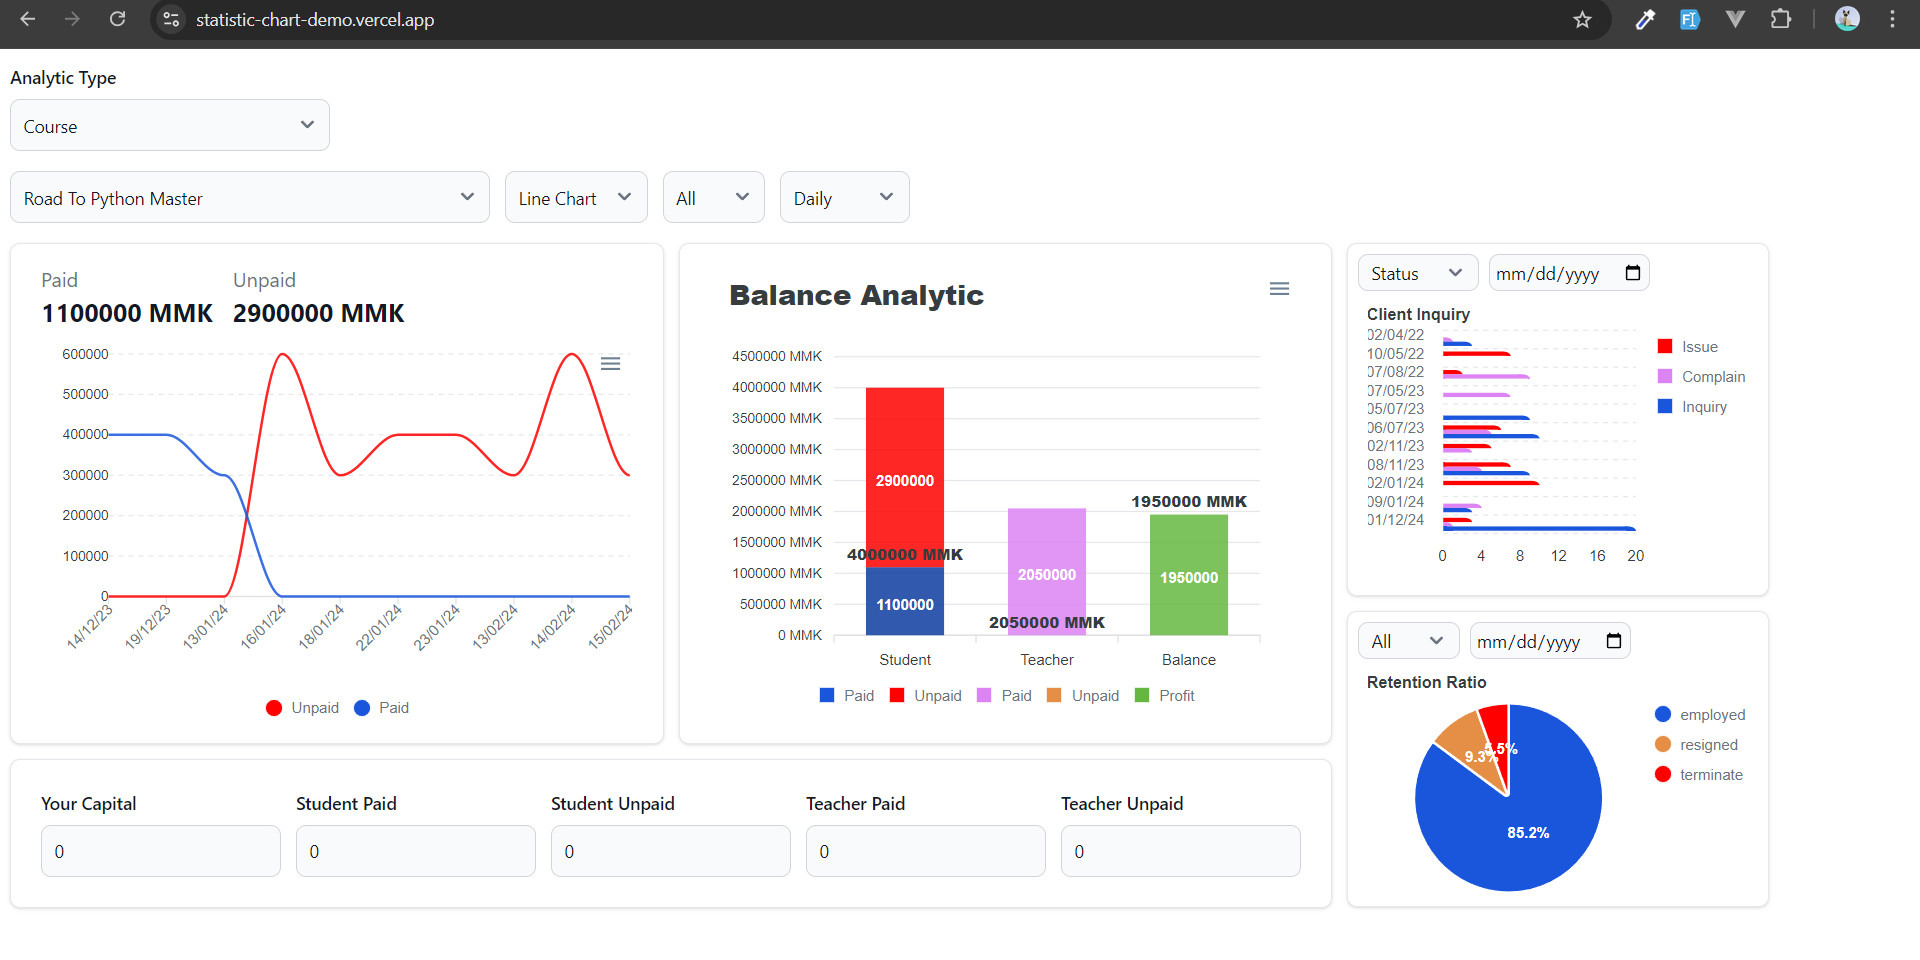 statistic-chart-demo.vercel.app
Analytic Type
Course
Road To Python Master
Line Chart
All
Daily
Paid
1100000 MMK
Unpaid
2900000 MMK
600000
500000
400000
300000
200000
100000
0
14/12/23
19/12/23
13/01/24
16/01/24
18/01/24
22/01/24
23/01/24
13/02/24
14/02/24
15/02/24
Unpaid
Paid
Balance Analytic
4500000 MMK
4000000 MMK
3500000 MMK
3000000 MMK
2500000 MMK
2000000 MMK
1500000 MMK
1000000 MMK
500000 MMK
0 MMK
2900000
4000000 MMK
1100000
2050000
2050000 MMK
1950000 MMK
1950000
Student
Teacher
Balance
Paid
Unpaid
Paid
Unpaid
Profit
Status
mm/dd/yyyy
Client Inquiry
02/04/22
10/05/22
07/08/22
07/05/23
05/07/23
06/07/23
02/11/23
08/11/23
02/01/24
09/01/24
01/12/24
0 4 8 12 16 20
Issue
Complain
Inquiry
All
mm/dd/yyyy
Retention Ratio
5.5%
9.3%
85.2%
employed
resigned
terminate
Your Capital
0
Student Paid
0
Student Unpaid
0
Teacher Paid
0
Teacher Unpaid
0